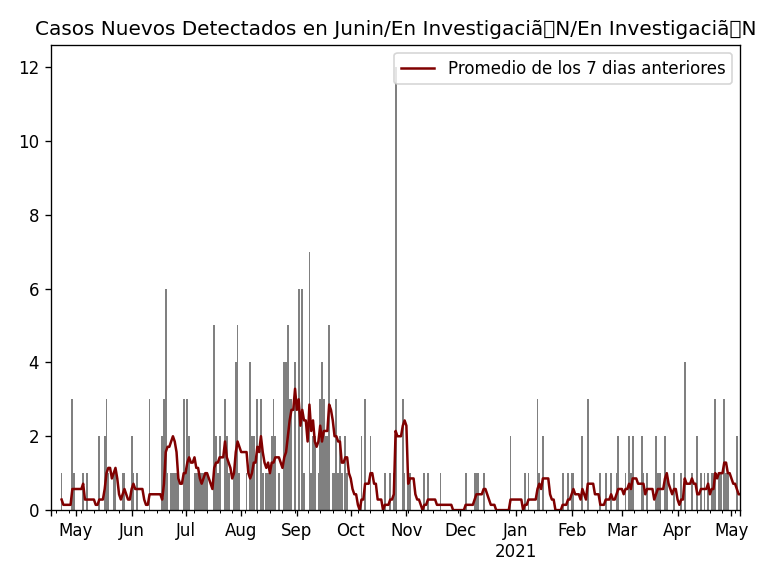 Casos Nuevos Detectados en Junin/En Investigaciã▯N/En Investigaciã▯N
Promedio de los 7 dias anteriores
12
10
8
6
4
2
0
May Jun Jul Aug Sep Oct Nov Dec Jan Feb Mar Apr May
2021